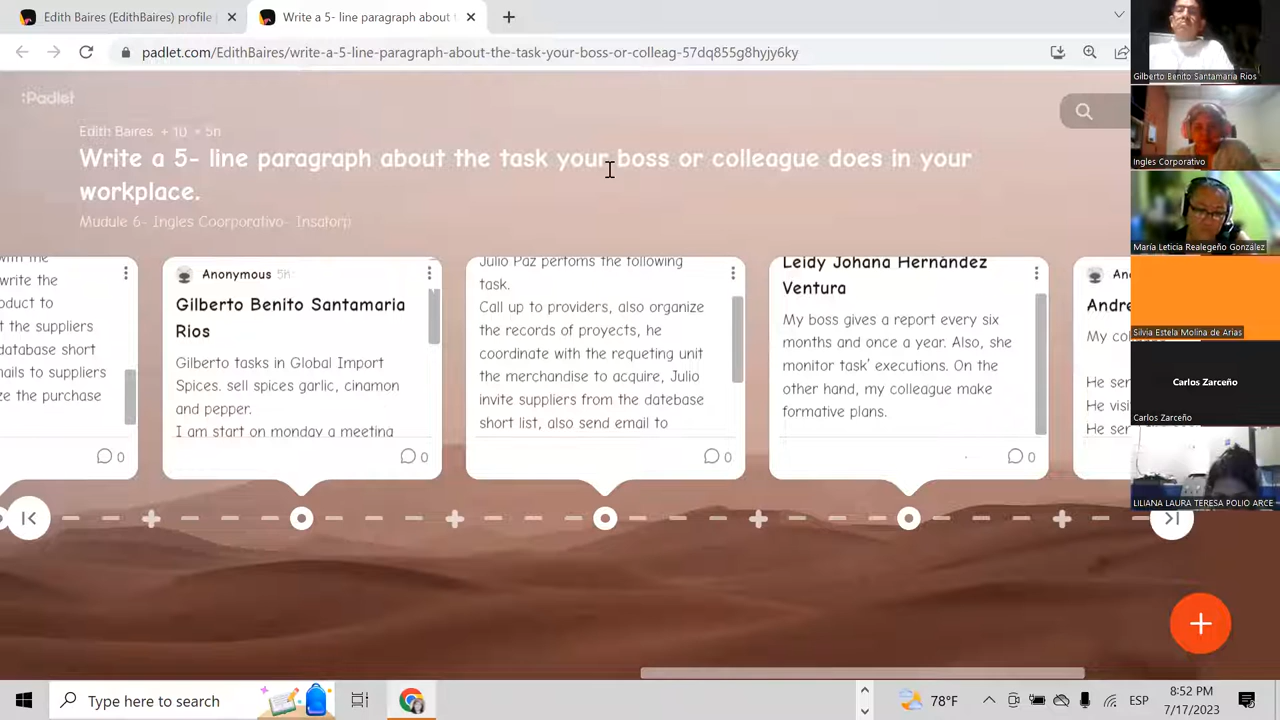 Edith Baires (EdithBaires) profile
Write a 5- line paragraph about
padlet.com/EdithBaires/write-a-5-line-paragraph-about-the-task-your-boss-or-colleag-57dq855g8hyjy6ky
:Padlet
Edith Baires + 10 • 5h
Write a 5- line paragraph about the task your boss or colleague does in your
workplace.
Mudule 6- Ingles Coorporativo- Insaforp
write the
oduct to
t the suppliers
database short
ails to suppliers
ze the purchase
0
Anonymous 5h
Gilberto Benito Santamaria
Rios
Gilberto tasks in Global Import
Spices. sell spices garlic, cinamon
and pepper.
I am start on monday a meeting
0
Julio Paz perfoms the following
task.
Call up to providers, also organize
the records of proyects, he
coordinate with the requeting unit
the merchandise to acquire, Julio
invite suppliers from the datebase
short list, also send email to
0
Leidy Johana Hernández
Ventura
My boss gives a report every six
months and once a year. Also, she
monitor task' executions. On the
other hand, my colleague make
formative plans.
0
An
Andre
My co
He ser
He visi
He ser
Gilberto Benito Santamaria Rios
Ingles Corporativo
María Leticia Realegeño González
Silvia Estela Molina de Arias
Carlos Zarceño
Carlos Zarceño
LILIANA LAURA TERESA POLIO ARCE
Type here to search
78°F
ESP
8:52 PM
7/17/2023